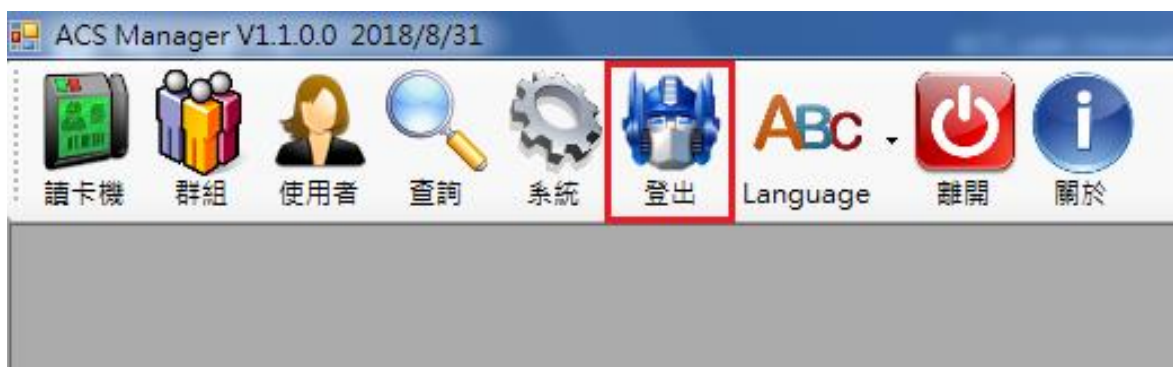 ACS Manager V1.1.0.0 2018/8/31
ABC
讀卡機 群組 使用者 查詢 系統 登出 Language 離開 關於